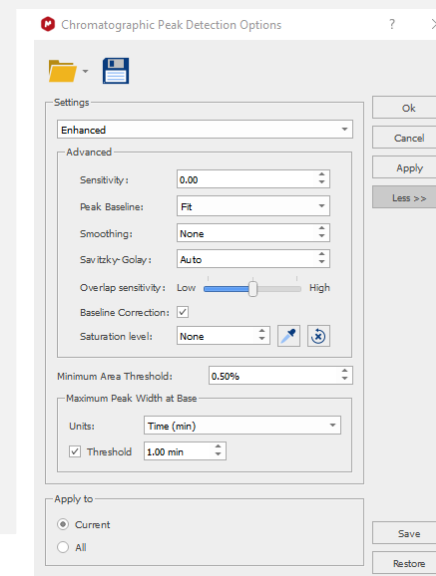 Chromatographic Peak Detection Options ?
Settings
Ok
Enhanced
Cancel
Advanced
Apply
Sensitivity: 0.00
Less >>
Peak Baseline: Fit
Smoothing: None
Savitzky-Golay: Auto
Overlap sensitivity: Low High
Baseline Correction:
Saturation level: None
Minimum Area Threshold: 0.50%
Maximum Peak Width at Base
Units: Time (min)
Threshold 1.00 min
Apply to
Current
Save
All
Restore